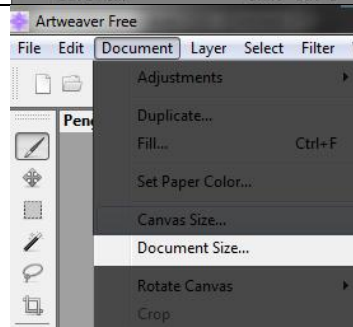 Artweaver Free
File Edit Document Layer Select Filter
Adjustments
Duplicate...
Fill... Ctrl+F
Set Paper Color...
Canvas Size...
Document Size...
Rotate Canvas
Crop